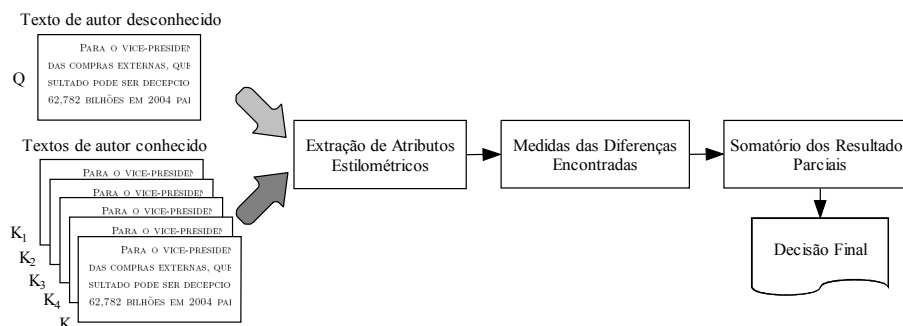 Texto de autor desconhecido
Q
PARA O VICE-PRESIDEN
DAS COMPRAS EXTERNAS, QUE
SULTADO PODE SER DECEPCIO
62,782 BILHÕES EM 2004 PAI
Textos de autor conhecido
PARA O VICE-PRESIDEN
PARA O VICE-PRESIDEN
PARA O VICE-PRESIDEN
PARA O VICE-PRESIDEN
PARA O VICE-PRESIDEN
DAS COMPRAS EXTERNAS, QUE
SULTADO PODE SER DECEPCIO
62,782 BILHÕES EM 2004 PAI
K1
K2
K3
K4
K
Extração de Atributos
Estilométricos
Medidas das Diferenças
Encontradas
Somatório dos Resultado
Parciais
Decisão Final